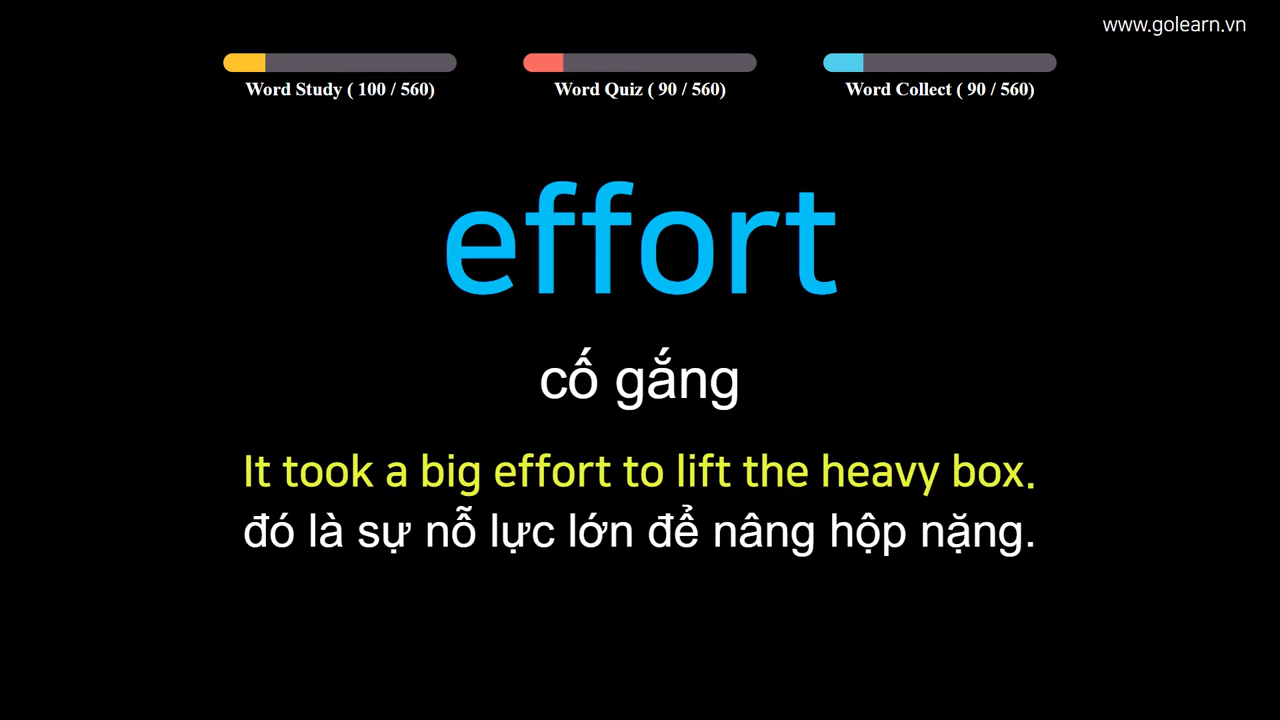 www.golearn.vn
Word Study ( 100 / 560)
Word Quiz ( 90 / 560)
Word Collect ( 90 / 560)
effort
cố gắng
It took a big effort to lift the heavy box.
đó là sự nỗ lực lớn để nâng hộp nặng.